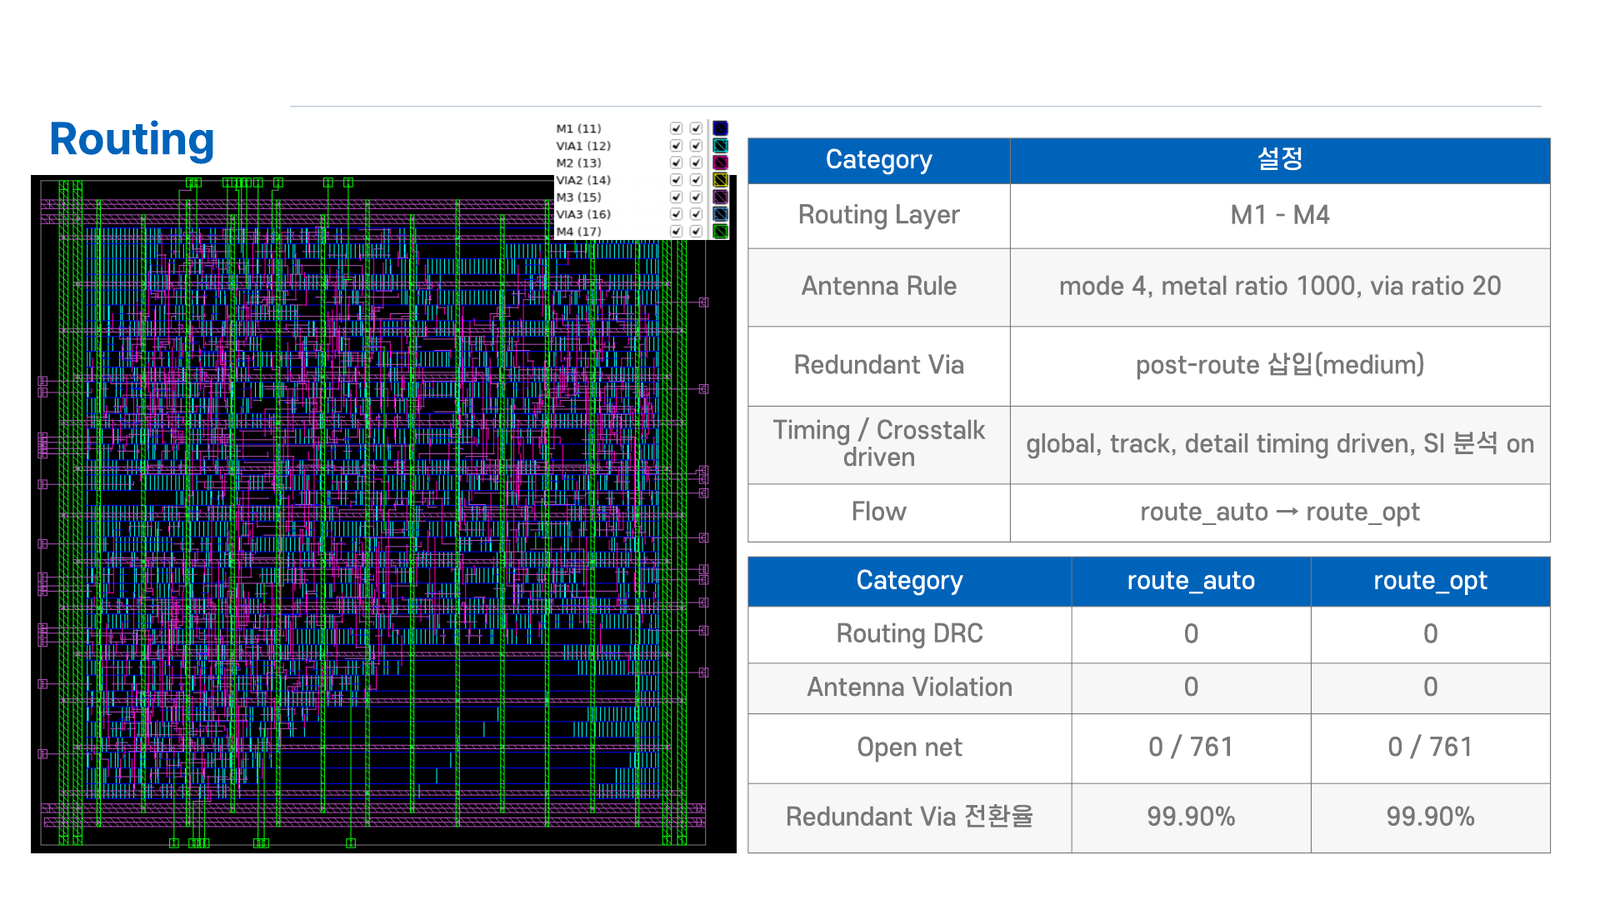 Routing
M1 (11)
VIA1 (12)
M2 (13)
VIA2 (14)
M3 (15)
VIA3 (16)
M4 (17)
Category 설정
Routing Layer M1 - M4
Antenna Rule mode 4, metal ratio 1000, via ratio 20
Redundant Via post-route 삽입(medium)
Timing / Crosstalk
driven global, track, detail timing driven, SI 분석 on
Flow route_auto → route_opt
Category route_auto route_opt
Routing DRC 0 0
Antenna Violation 0 0
Open net 0 / 761 0 / 761
Redundant Via 전환율 99.90% 99.90%